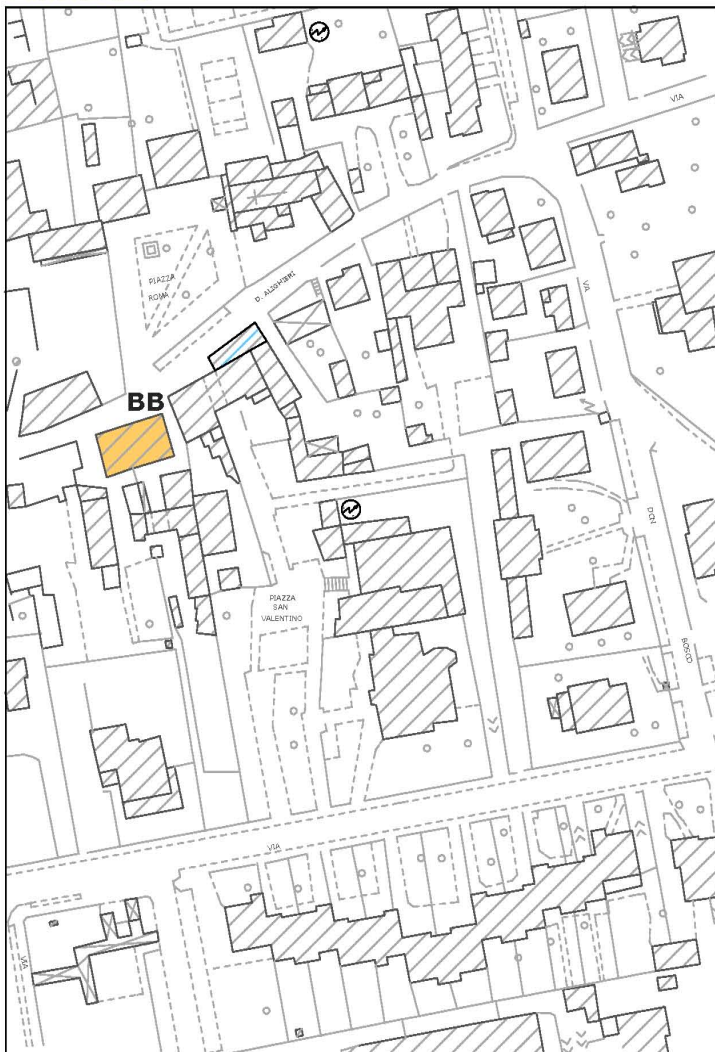 VIA
PIAZZA
ROMA
D. ALIGHIERI
VIA
BB
DON
PIAZZA
SAN
VALENTINO
BOSCO
VIA
VIA